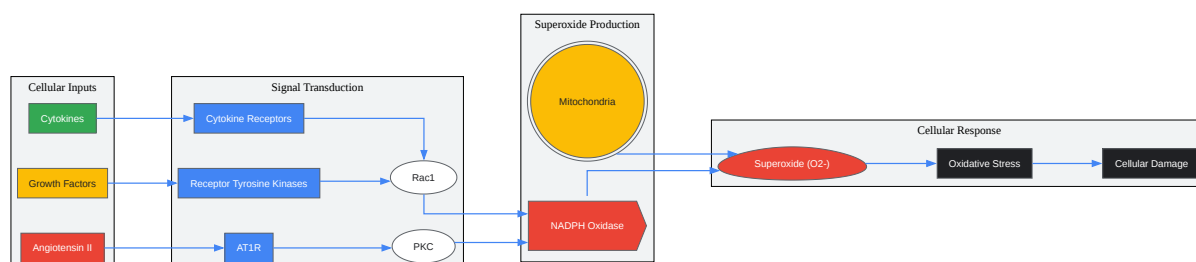 Cellular Inputs
Cytokines
Growth Factors
Angiotensin II
Signal Transduction
Cytokine Receptors
Receptor Tyrosine Kinases
AT1R
Rac1
PKC
Superoxide Production
Mitochondria
NADPH Oxidase
Cellular Response
Superoxide (O2-)
Oxidative Stress
Cellular Damage